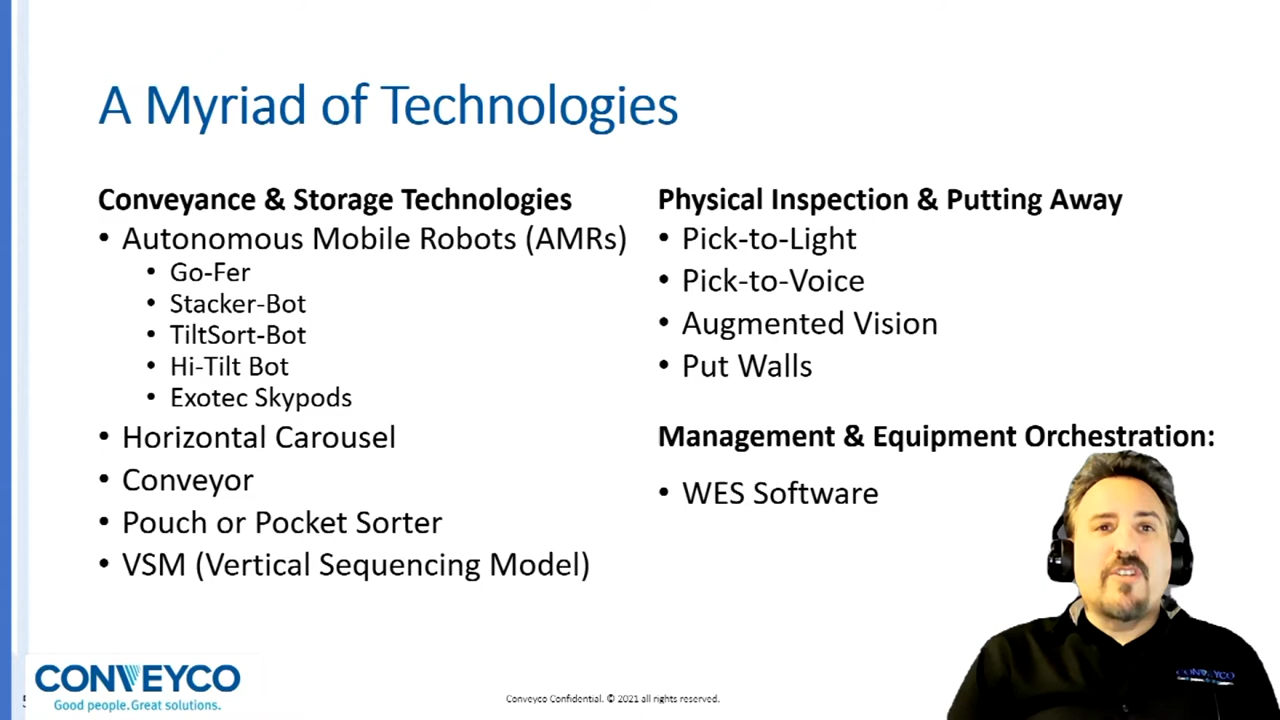 A Myriad of Technologies
Conveyance & Storage Technologies
• Autonomous Mobile Robots (AMRs)
• Go-Fer
• Stacker-Bot
• TiltSort-Bot
• Hi-Tilt Bot
• Exotec Skypods
• Horizontal Carousel
• Conveyor
• Pouch or Pocket Sorter
• VSM (Vertical Sequencing Model)
Physical Inspection & Putting Away
• Pick-to-Light
• Pick-to-Voice
• Augmented Vision
• Put Walls
Management & Equipment Orchestration:
• WES Software
CONVEYCO
Good people. Great solutions.
Conveyco Confidential. © 2021 all rights reserved.
CONVEYCO